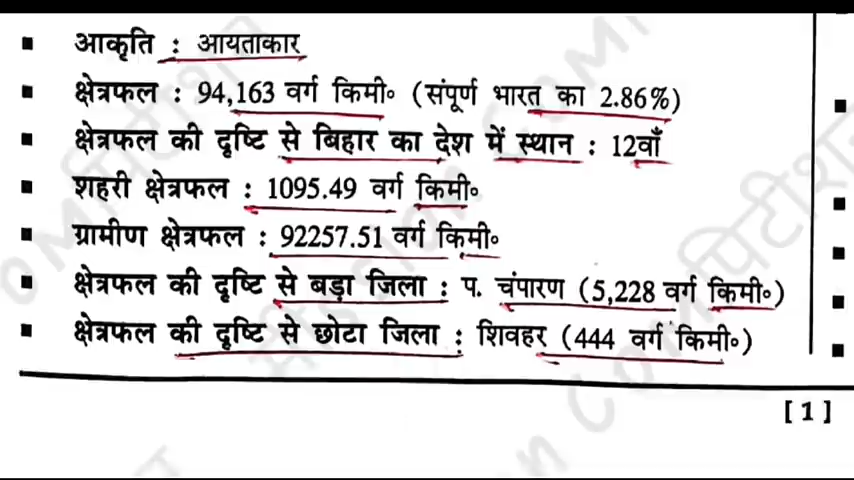 ▪ आकृति : आयताकार
▪ क्षेत्रफल : 94,163 वर्ग किमी॰ (संपूर्ण भारत का 2.86%)
▪ क्षेत्रफल की दृष्टि से बिहार का देश में स्थान : 12वाँ
▪ शहरी क्षेत्रफल : 1095.49 वर्ग किमी॰
▪ ग्रामीण क्षेत्रफल : 92257.51 वर्ग किमी॰
▪ क्षेत्रफल की दृष्टि से बड़ा जिला : प. चंपारण (5,228 वर्ग किमी॰)
▪ क्षेत्रफल की दृष्टि से छोटा जिला : शिवहर (444 वर्ग किमी॰)
[ 1 ]